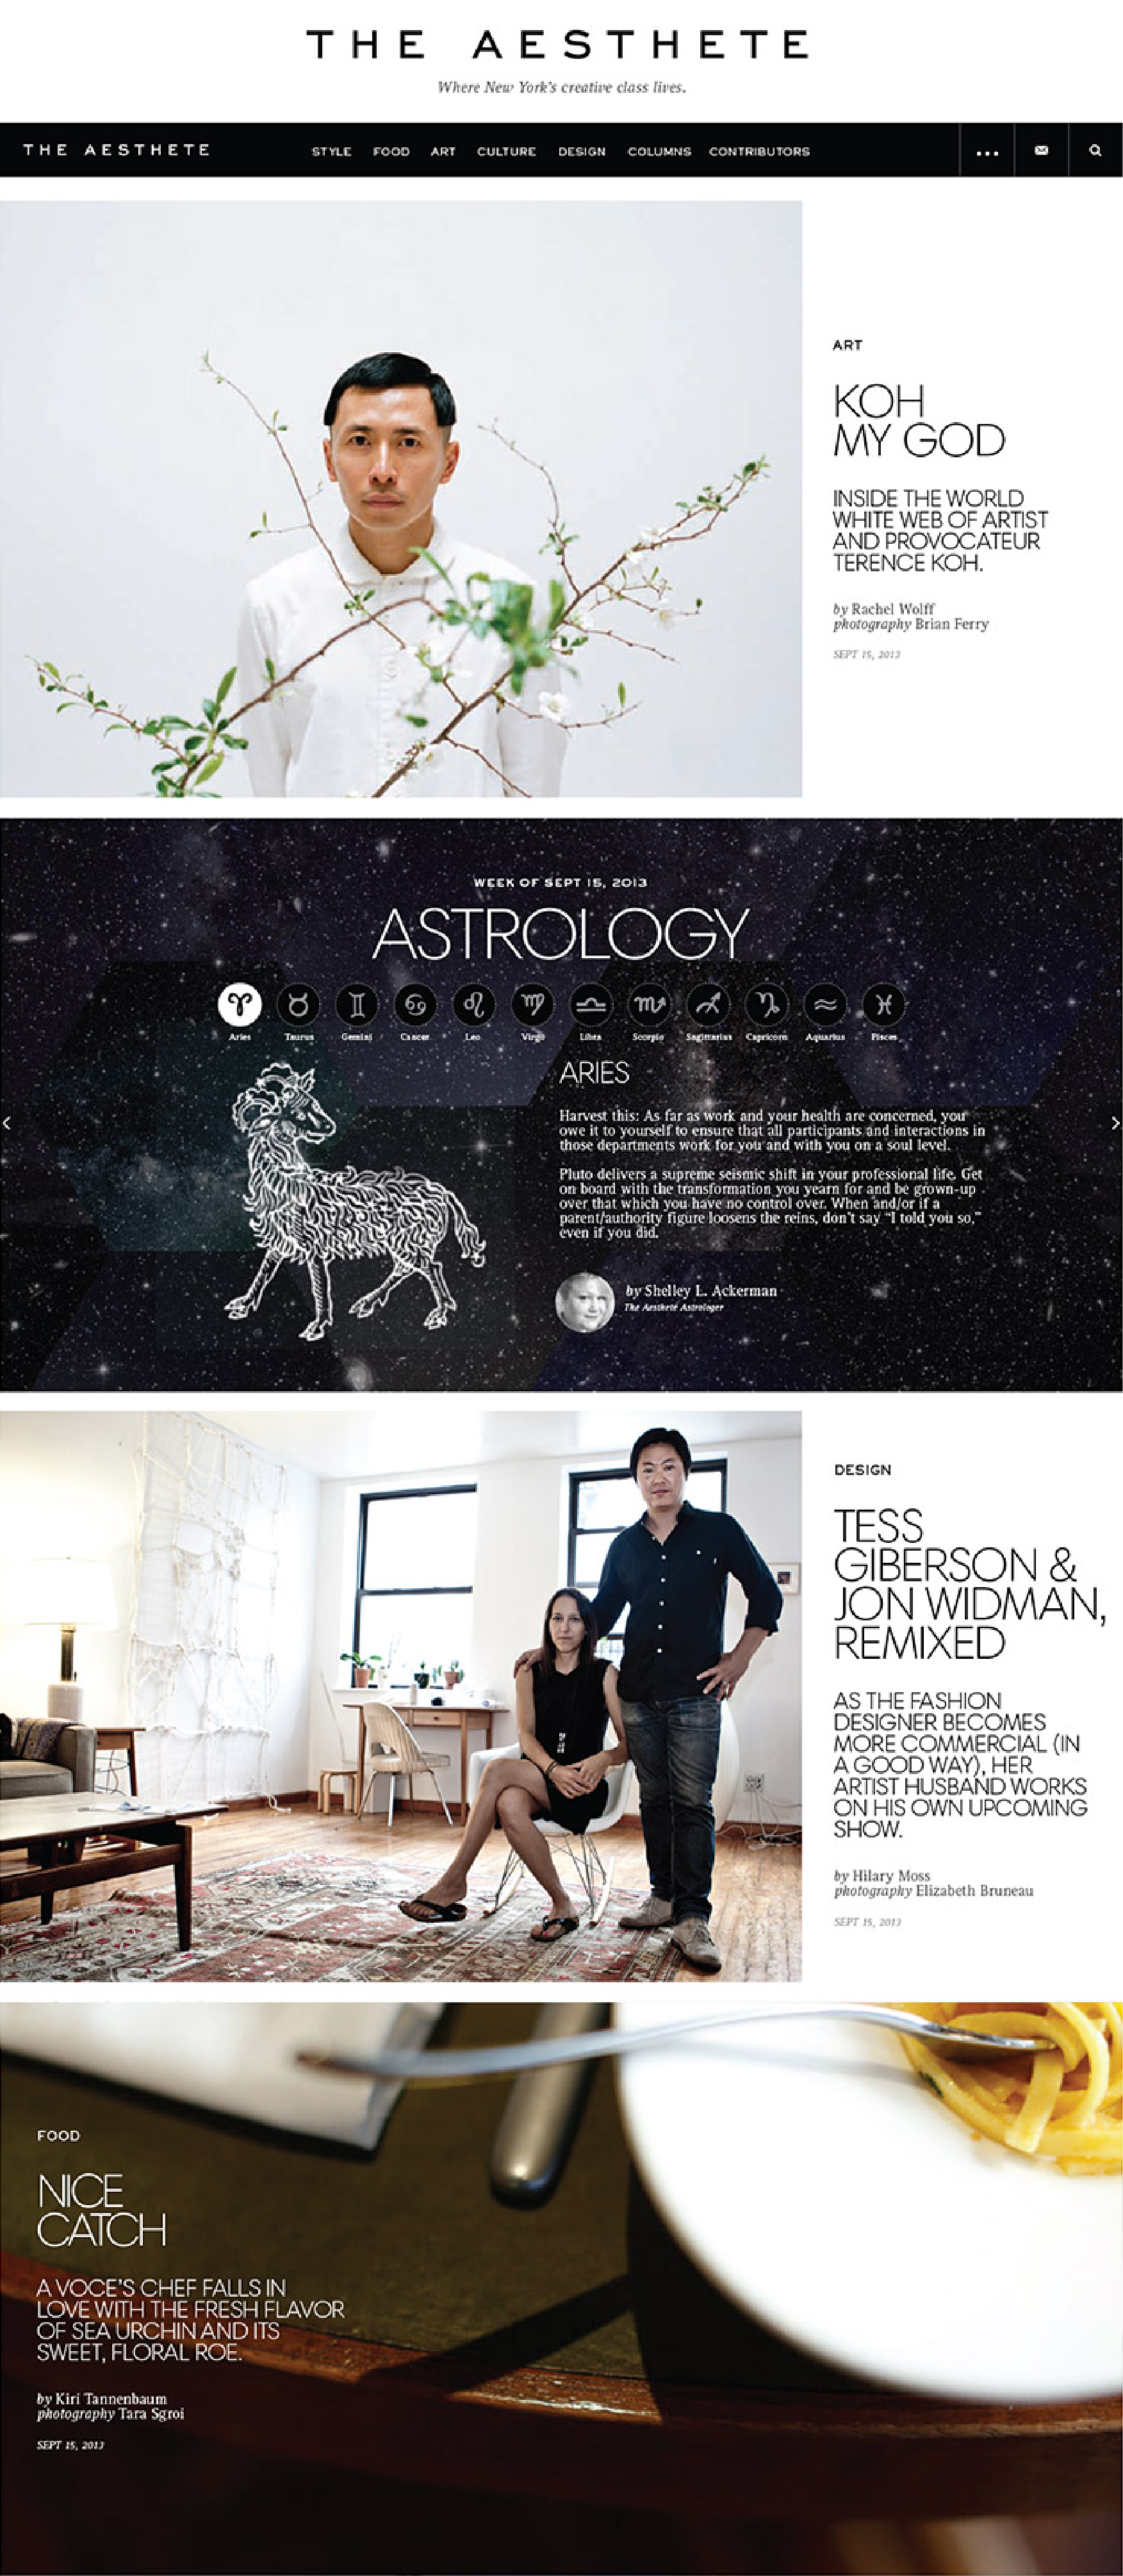 THE AESTHETE
Where New York's creative class lives.
THE AESTHETE
STYLE FOOD ART CULTURE DESIGN COLUMNS CONTRIBUTORS
ART
KOH
MY GOD
INSIDE THE WORLD
WHITE WEB OF ARTIST
AND PROVOCATEUR
TERENCE KOH.
by Rachel Wolff
photography Brian Ferry
SEPT 15, 2013
WEEK OF SEPT 15, 2013
ASTROLOGY
Aries Taurus Gemini Cancer Leo Virgo Libra Scorpio Sagittarius Capricorn Aquarius Pisces
ARIES
Harvest this: As far as work and your health are concerned, you
owe it to yourself to ensure that all participants and interactions in
those departments work for you and with you on a soul level.
Pluto delivers a supreme seismic shift in your professional life. Get
on board with the transformation you yearn for and be grown-up
over that which you have no control over. When and/or if a
parent/authority figure loosens the reins, don't say "I told you so,"
even if you did.
by Shelley L. Ackerman
The Aesthete Astrologer
DESIGN
TESS
GIBERSON &
JON WIDMAN,
REMIXED
AS THE FASHION
DESIGNER BECOMES
MORE COMMERCIAL (IN
A GOOD WAY), HER
ARTIST HUSBAND WORKS
ON HIS OWN UPCOMING
SHOW.
by Hilary Moss
photography Elizabeth Bruneau
SEPT 15, 2013
FOOD
NICE
CATCH
A VOCE'S CHEF FALLS IN
LOVE WITH THE FRESH FLAVOR
OF SEA URCHIN AND ITS
SWEET, FLORAL ROE.
by Kiri Tannenbaum
photography Tara Sgroi
SEPT 15, 2013